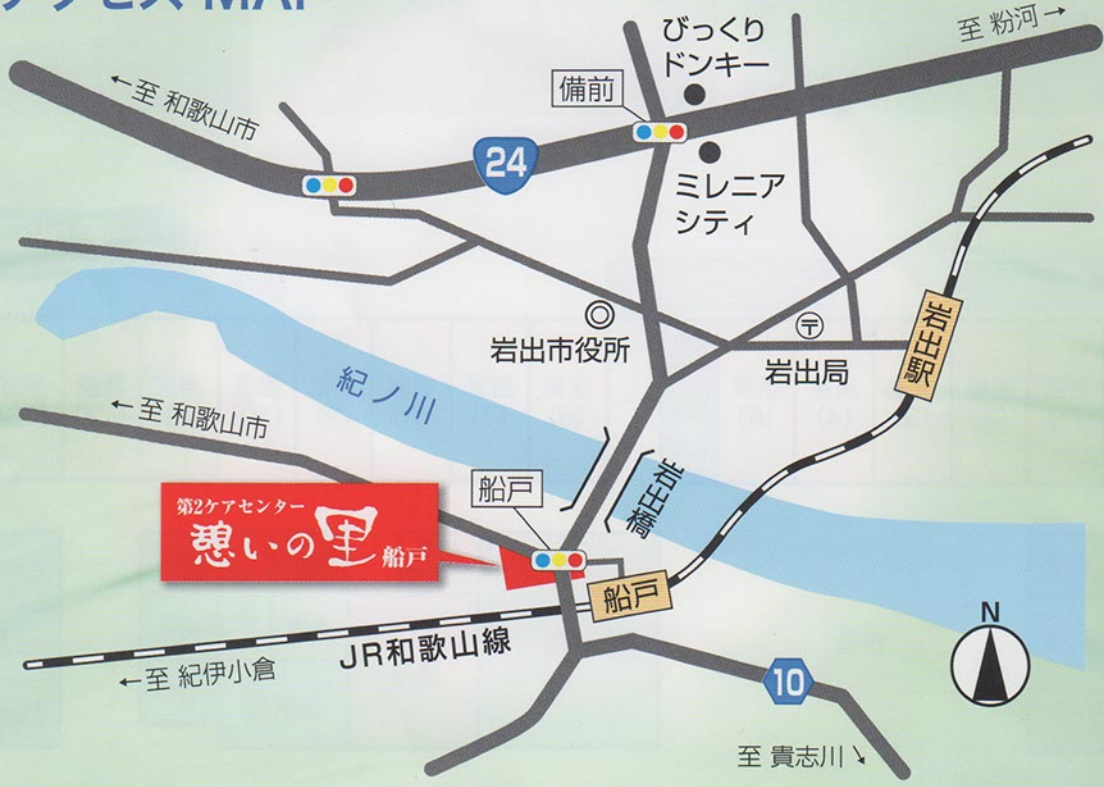 アクセス MAP
びっくり
ドンキー
至 粉河→
←至 和歌山市
備前
24
ミレニア
シティ
岩出市役所
〒
岩出局
岩出駅
紀ノ川
←至 和歌山市
船戸
岩出橋
第2ケアセンター
憩いの里 船戸
船戸
JR和歌山線
←至 紀伊小倉
N
10
至 貴志川↘